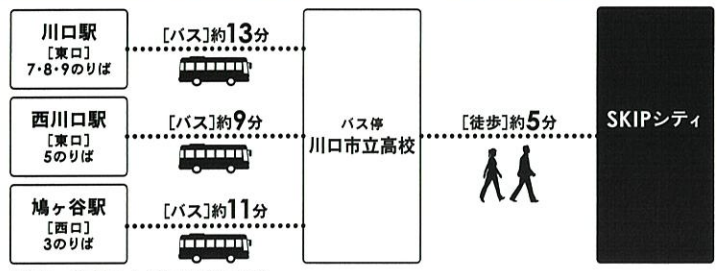 川口駅
[東口]
7・8・9のりば
[バス]約13分
西川口駅
[東口]
5のりば
[バス]約9分
鳩ヶ谷駅
[西口]
3のりば
[バス]約11分
バス停
川口市立高校
[徒歩]約5分
SKIPシティ